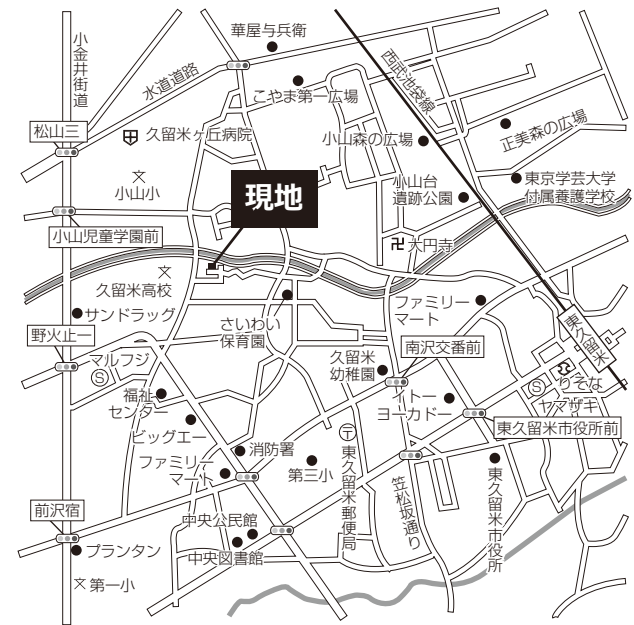 華屋与兵衛
小金井街道
水道道路
西武池袋線
こやま第一広場
松山三
久留米ヶ丘病院
小山森の広場
正美森の広場
小山小
現地
小山台
遺跡公園
東京学芸大学
付属養護学校
小山児童学園前
卍大円寺
久留米高校
サンドラッグ
さいわい
保育園
ファミリー
マート
野火止一
マルフジ
Ⓢ
久留米
幼稚園
南沢交番前
東久留米
りそな
Ⓢ
ヤマザキ
福祉
センター
イトー
ヨーカドー
東久留米市役所前
ビッグエー
消防署
ファミリー
マート
第三小
〒
東久留米郵便局
笠松坂通り
東久留米市役所
前沢宿
中央公民館
中央図書館
プランタン
第一小